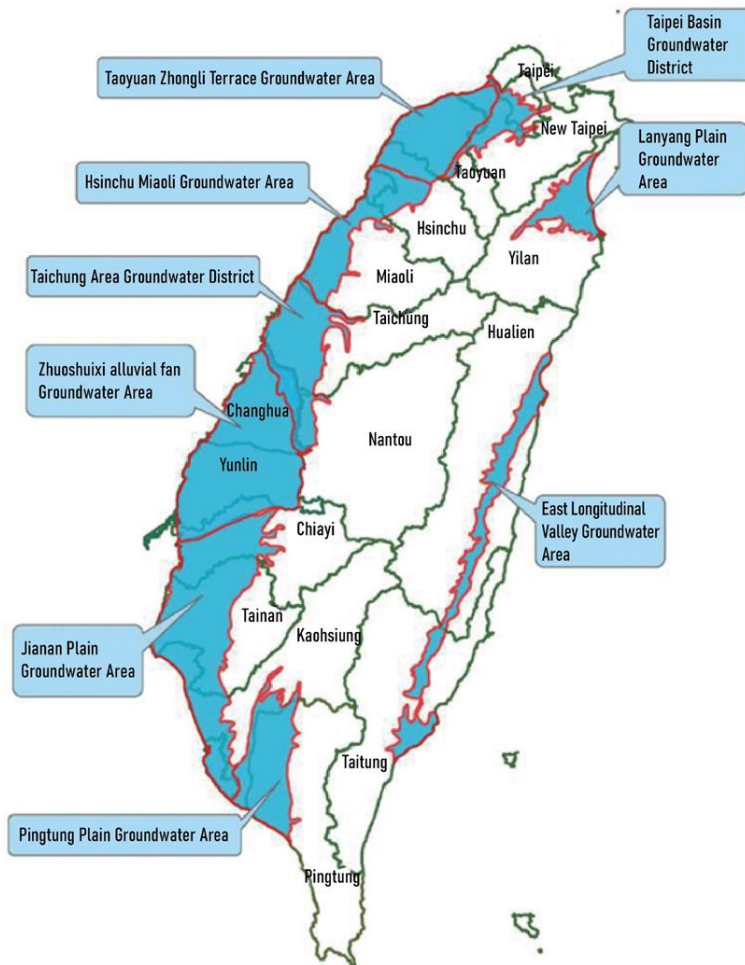 Taipei Basin
Groundwater
District
Taoyuan Zhongli Terrace Groundwater Area
Taipei
New Taipei
Lanyang Plain
Groundwater
Area
Taoyuan
Hsinchu Miaoli Groundwater Area
Hsinchu
Yilan
Miaoli
Taichung Area Groundwater District
Taichung
Hualien
Zhuoshuixi alluvial fan
Groundwater Area
Changhua
Nantou
Yunlin
East Longitudinal
Valley Groundwater
Area
Chiayi
Tainan
Kaohsiung
Jianan Plain
Groundwater Area
Taitung
Pingtung Plain Groundwater Area
Pingtung